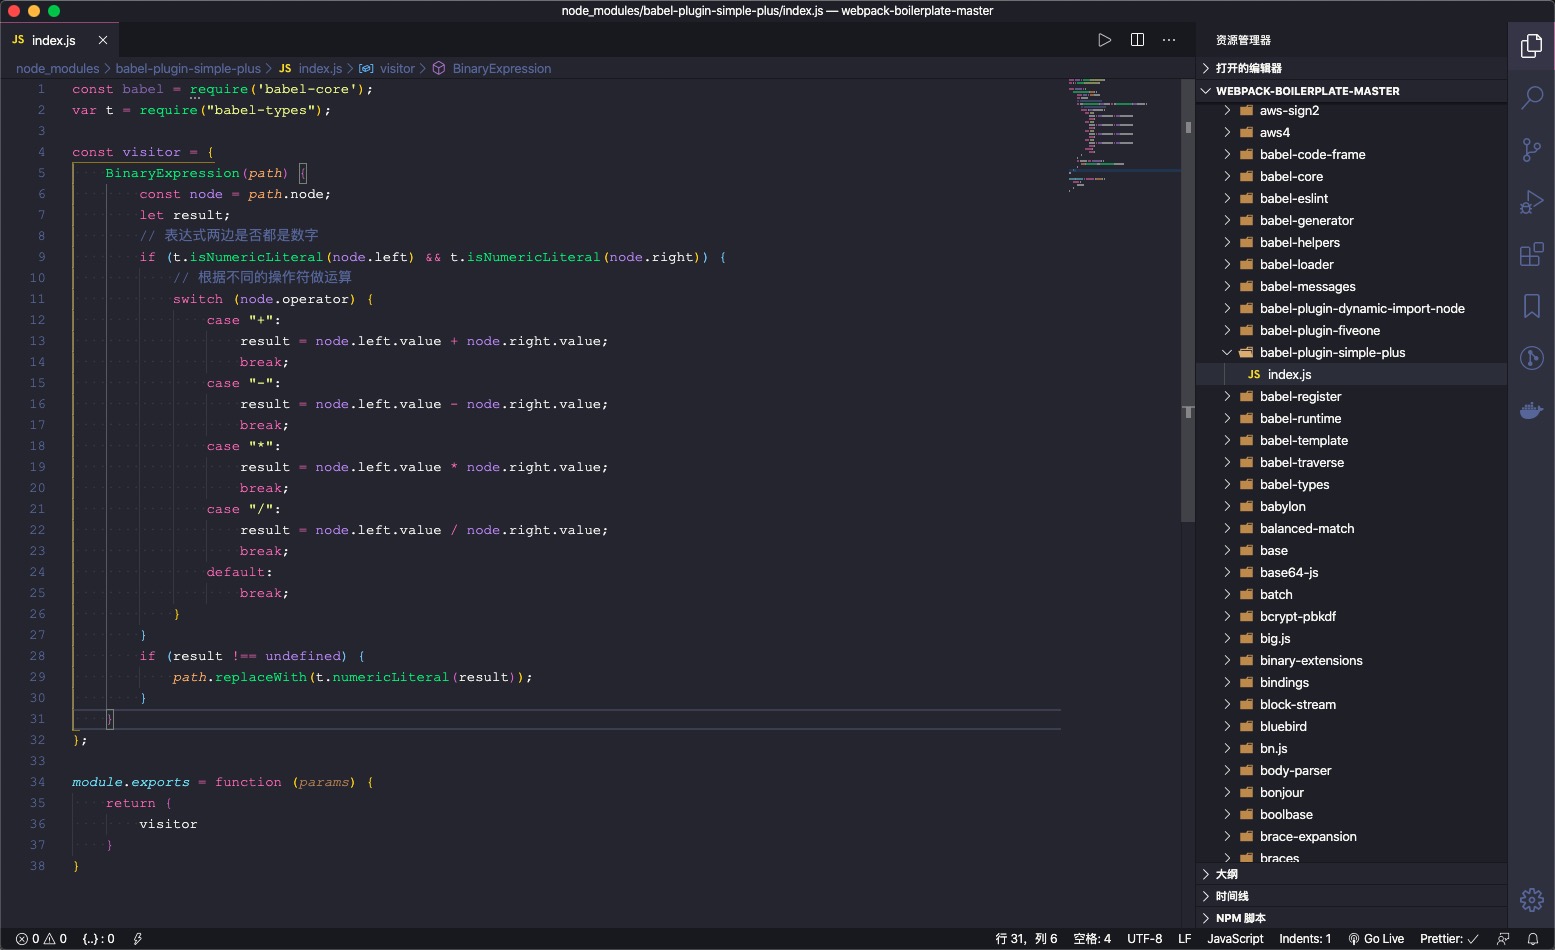 node_modules/babel-plugin-simple-plus/index.js — webpack-boilerplate-master
JS index.js
node_modules > babel-plugin-simple-plus > JS index.js > visitor > BinaryExpression
1 const babel = require('babel-core');
2 var t = require("babel-types");
3
4 const visitor = {
5 BinaryExpression(path) {
6 const node = path.node;
7 let result;
8 // 表达式两边是否都是数字
9 if (t.isNumericLiteral(node.left) && t.isNumericLiteral(node.right)) {
10 // 根据不同的操作符做运算
11 switch (node.operator) {
12 case "+":
13 result = node.left.value + node.right.value;
14 break;
15 case "-":
16 result = node.left.value - node.right.value;
17 break;
18 case "*":
19 result = node.left.value * node.right.value;
20 break;
21 case "/":
22 result = node.left.value / node.right.value;
23 break;
24 default:
25 break;
26 }
27 }
28 if (result !== undefined) {
29 path.replaceWith(t.numericLiteral(result));
30 }
31 }
32 };
33
34 module.exports = function (params) {
35 return {
36 visitor
37 }
38 }
资源管理器
打开的编辑器
WEBPACK-BOILERPLATE-MASTER
aws-sign2
aws4
babel-code-frame
babel-core
babel-eslint
babel-generator
babel-helpers
babel-loader
babel-messages
babel-plugin-dynamic-import-node
babel-plugin-fiveone
babel-plugin-simple-plus
JS index.js
babel-register
babel-runtime
babel-template
babel-traverse
babel-types
babylon
balanced-match
base
base64-js
batch
bcrypt-pbkdf
big.js
binary-extensions
bindings
block-stream
bluebird
bn.js
body-parser
bonjour
boolbase
brace-expansion
braces
大纲
时间线
NPM 脚本
0 0 {..} : 0 行 31，列 6 空格: 4 UTF-8 LF JavaScript Indents: 1 Go Live Prettier: ✓